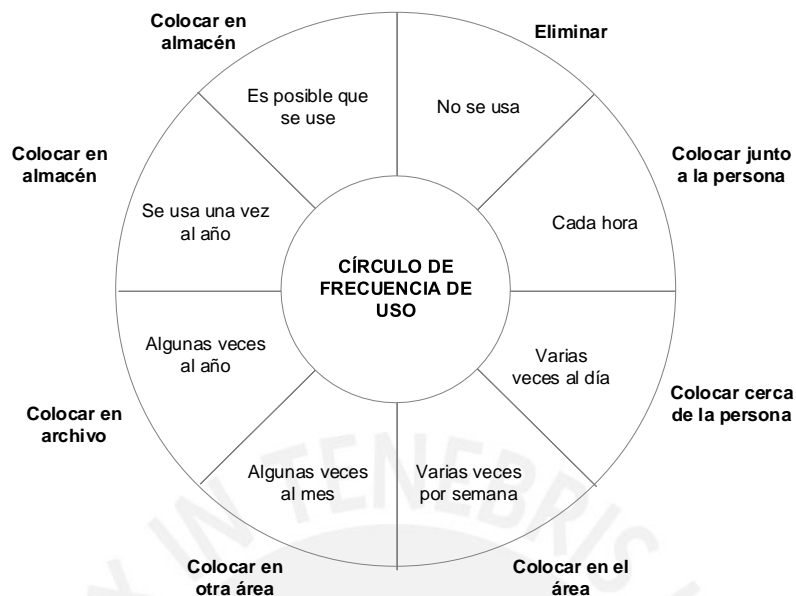 Colocar en
almacén
Eliminar
Es posible que
se use
No se usa
Colocar en
almacén
Colocar junto
a la persona
Se usa una vez
al año
Cada hora
CÍRCULO DE
FRECUENCIA DE
USO
Algunas veces
al año
Varias
veces al día
Colocar en
archivo
Colocar cerca
de la persona
Algunas veces
al mes
Varias veces
por semana
Colocar en
otra área
Colocar en el
área
X IN TENEBRIS